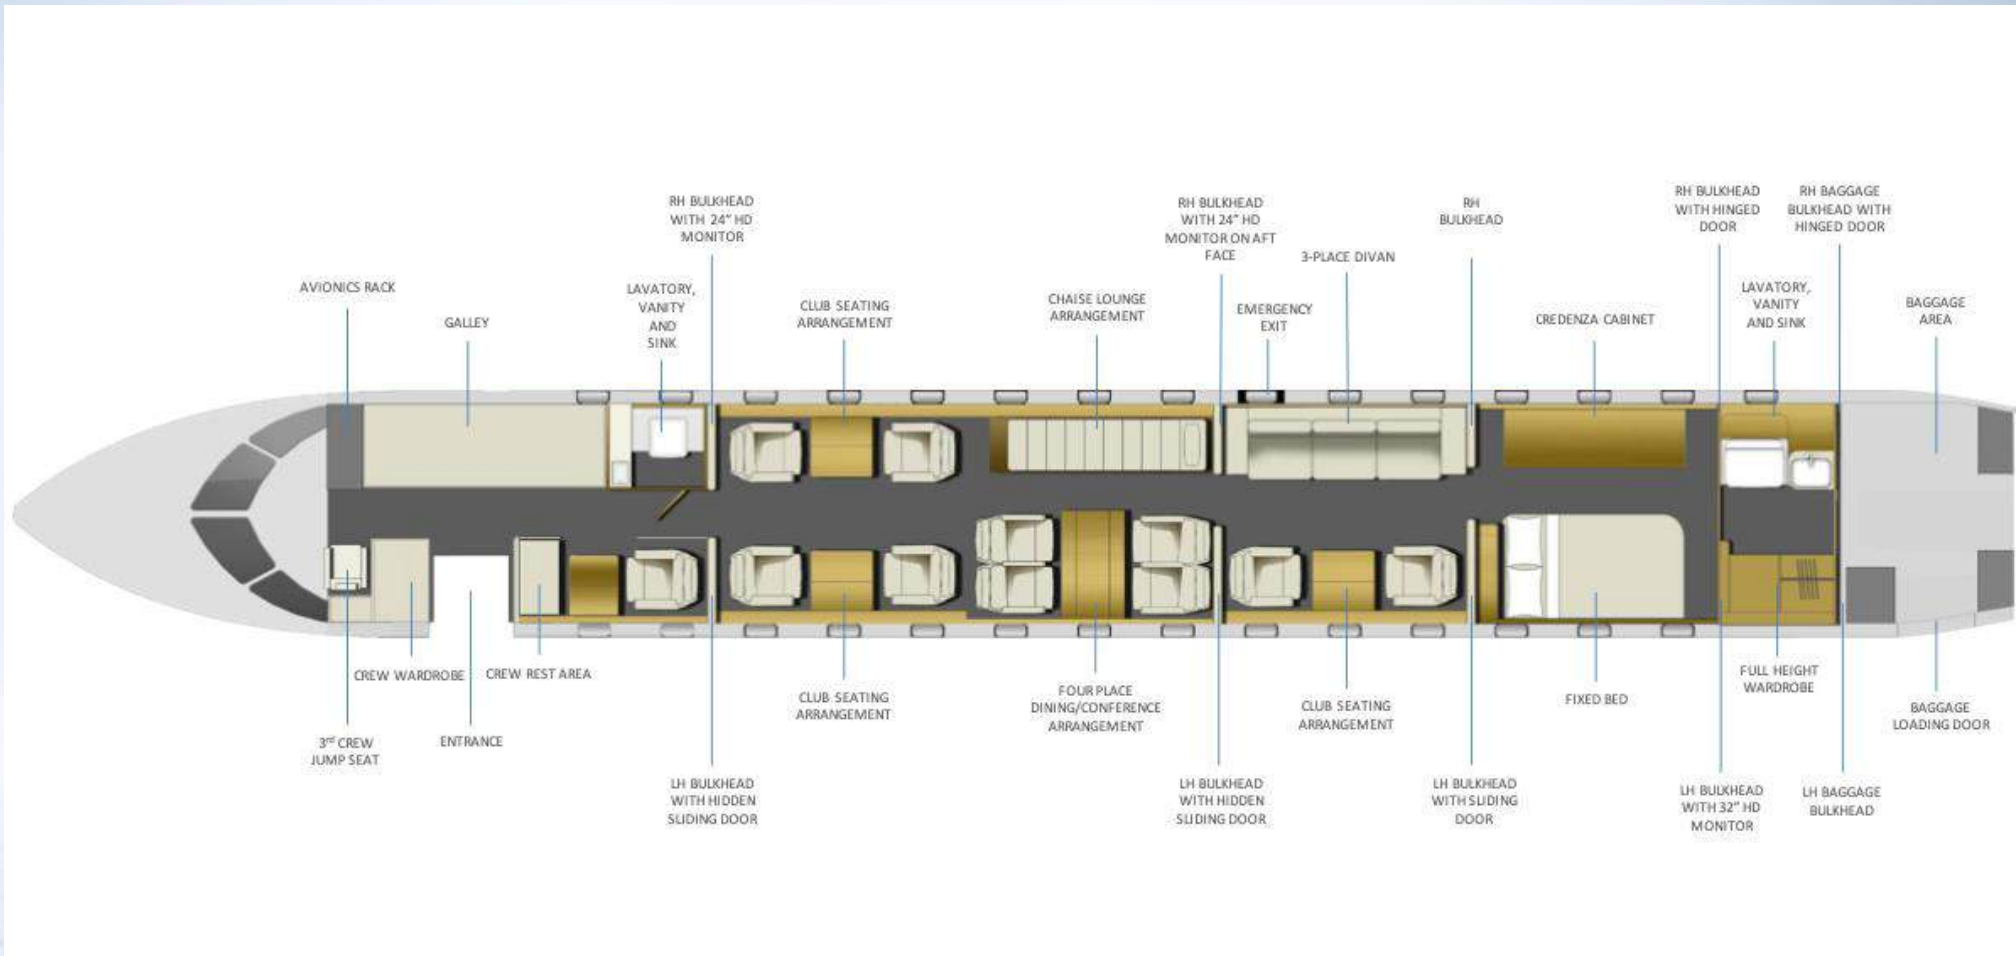 AVIONICS RACK
GALLEY
LAVATORY,
VANITY
AND
SINK
RH BULKHEAD
WITH 24" HD
MONITOR
CLUB SEATING
ARRANGEMENT
CHAISE LOUNGE
ARRANGEMENT
RH BULKHEAD
WITH 24" HD
MONITOR ON AFT
FACE
EMERGENCY
EXIT
3-PLACE DIVAN
RH
BULKHEAD
CREDENZA CABINET
RH BULKHEAD
WITH HINGED
DOOR
LAVATORY,
VANITY
AND SINK
RH BAGGAGE
BULKHEAD WITH
HINGED DOOR
BAGGAGE
AREA
3rd CREW
JUMP SEAT
CREW WARDROBE
ENTRANCE
CREW REST AREA
LH BULKHEAD
WITH HIDDEN
SLIDING DOOR
CLUB SEATING
ARRANGEMENT
FOUR PLACE
DINING/CONFERENCE
ARRANGEMENT
LH BULKHEAD
WITH HIDDEN
SLIDING DOOR
CLUB SEATING
ARRANGEMENT
LH BULKHEAD
WITH SLIDING
DOOR
FIXED BED
LH BULKHEAD
WITH 32" HD
MONITOR
FULL HEIGHT
WARDROBE
LH BAGGAGE
BULKHEAD
BAGGAGE
LOADING DOOR